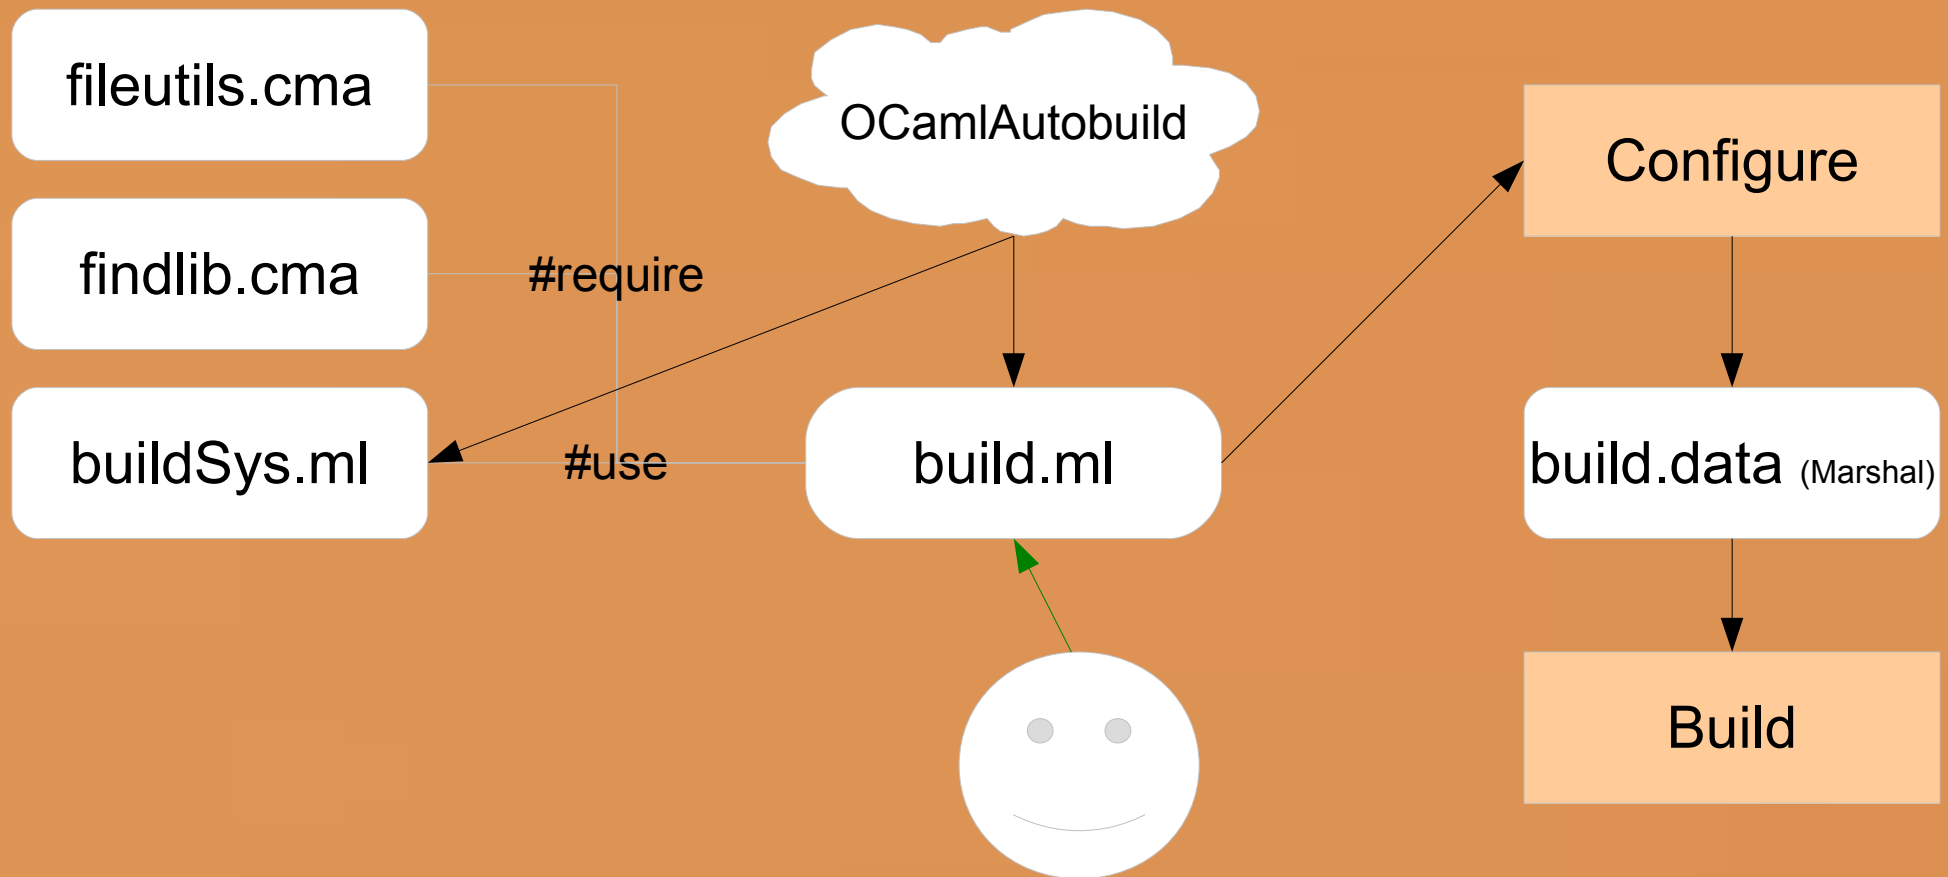 fileutils.cma
OCamlAutobuild
Configure
findlib.cma
#require
buildSys.ml
#use
build.ml
build.data (Marshal)
Build